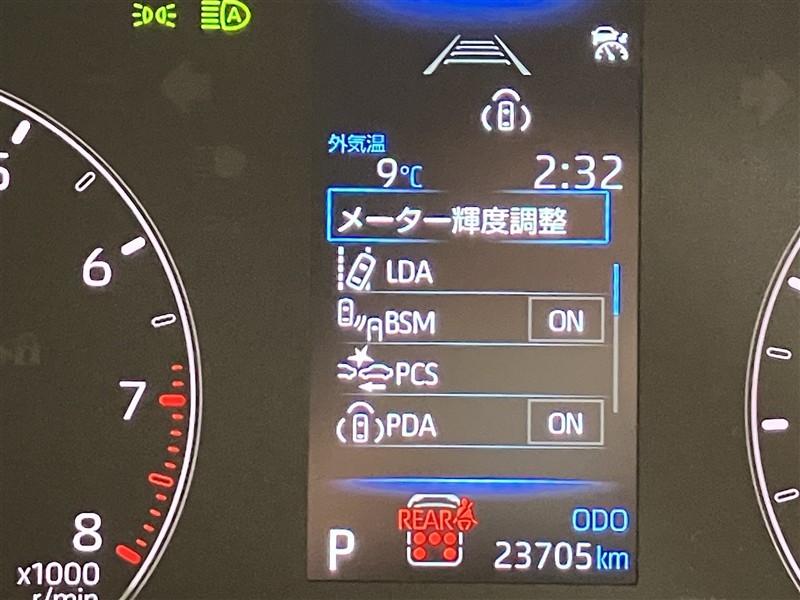 A
外気温
9℃ 2:32
メーター輝度調整
LDA
BSM ON
PCS
PDA ON
REAR
P
ODO
23705km
6
7
8
x1000
r/min